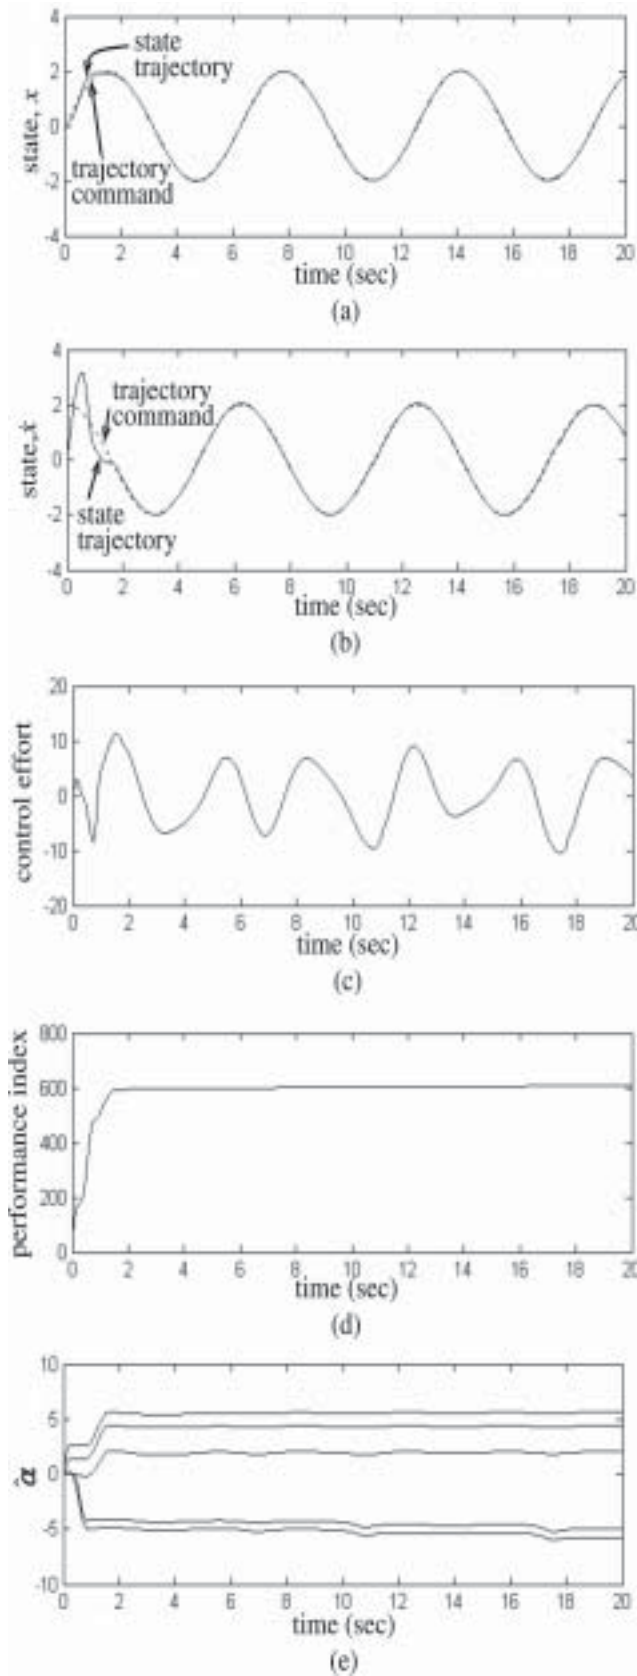 4
state
trajectory
2
state, x
0
trajectory
command
-2
-4
0 2 4 6 8 10 12 14 16 18 20
time (sec)
(a)
4
trajectory
command
2
state,ẋ
0
state
trajectory
-2
-4
0 2 4 6 8 10 12 14 16 18 20
time (sec)
(b)
20
10
control effort
0
-10
-20
0 2 4 6 8 10 12 14 16 18 20
time (sec)
(c)
800
600
performance index
400
200
0
0 2 4 6 8 10 12 14 16 18 20
time (sec)
(d)
10
5
α̂
0
-5
-10
0 2 4 6 8 10 12 14 16 18 20
time (sec)
(e)